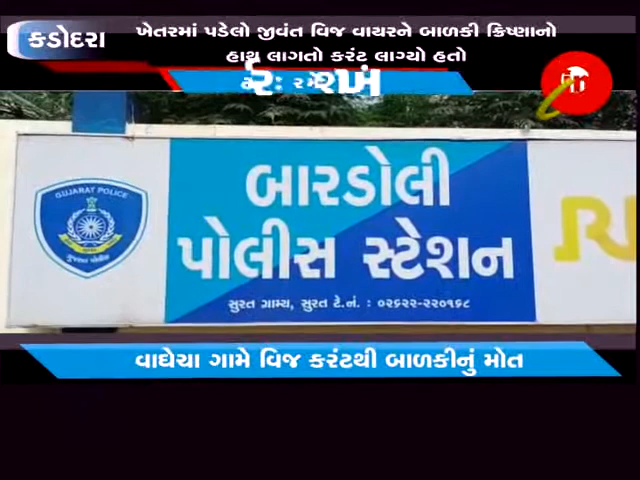 કડોદરા
ખેતરમાં પડેલો જીવંત વિજ વાયરને બાળકી ક્રિષ્ણાનો
હાથ લાગતો કરંટ લાગ્યો હતો
GUJARAT POLICE
ગુજરાત પોલીસ
બારડોલી
પોલીસ સ્ટેશન
સુરત ગ્રામ્ય, સુરત ટે.નં. : ૦૨૬૨૨-૨૨૦૧૬૮
વાઘેચા ગામે વિજ કરંટથી બાળકીનું મોત